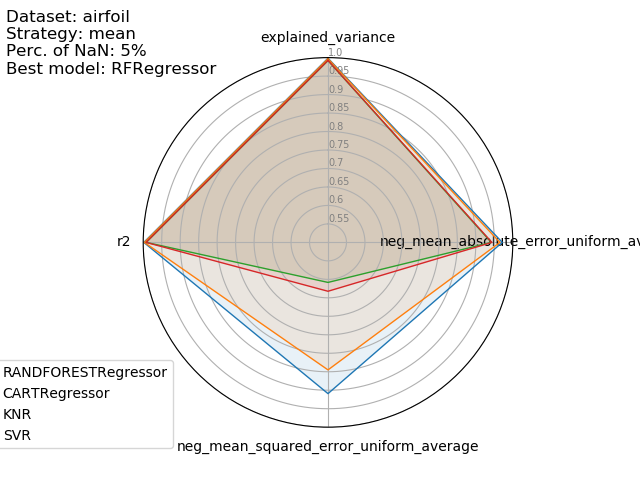 Dataset: airfoil
Strategy: mean
Perc. of NaN: 5%
Best model: RFRegressor
explained_variance
1.0
0.95
0.9
0.85
0.8
0.75
0.7
0.65
0.6
0.55
r2
neg_mean_absolute_error_uniform_av
RANDFORESTRegressor
CARTRegressor
KNR
SVR
neg_mean_squared_error_uniform_average